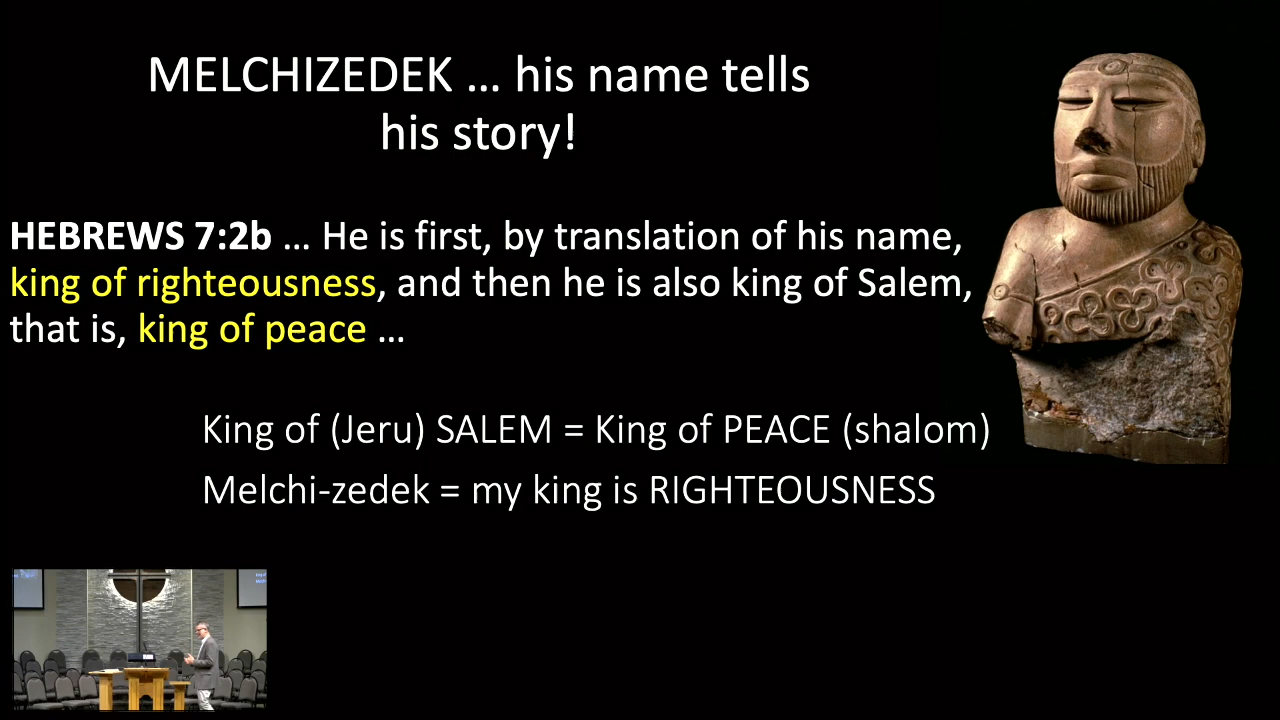 MELCHIZEDEK … his name tells
his story!
HEBREWS 7:2b … He is first, by translation of his name,
king of righteousness, and then he is also king of Salem,
that is, king of peace …
King of (Jeru) SALEM = King of PEACE (shalom)
Melchi-zedek = my king is RIGHTEOUSNESS